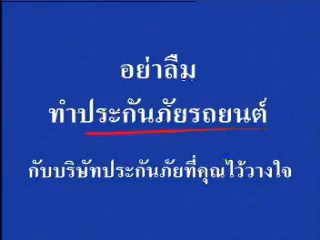 อย่าลืม
ทำประกันภัยรถยนต์
กับบริษัทประกันภัยที่คุณไว้วางใจ